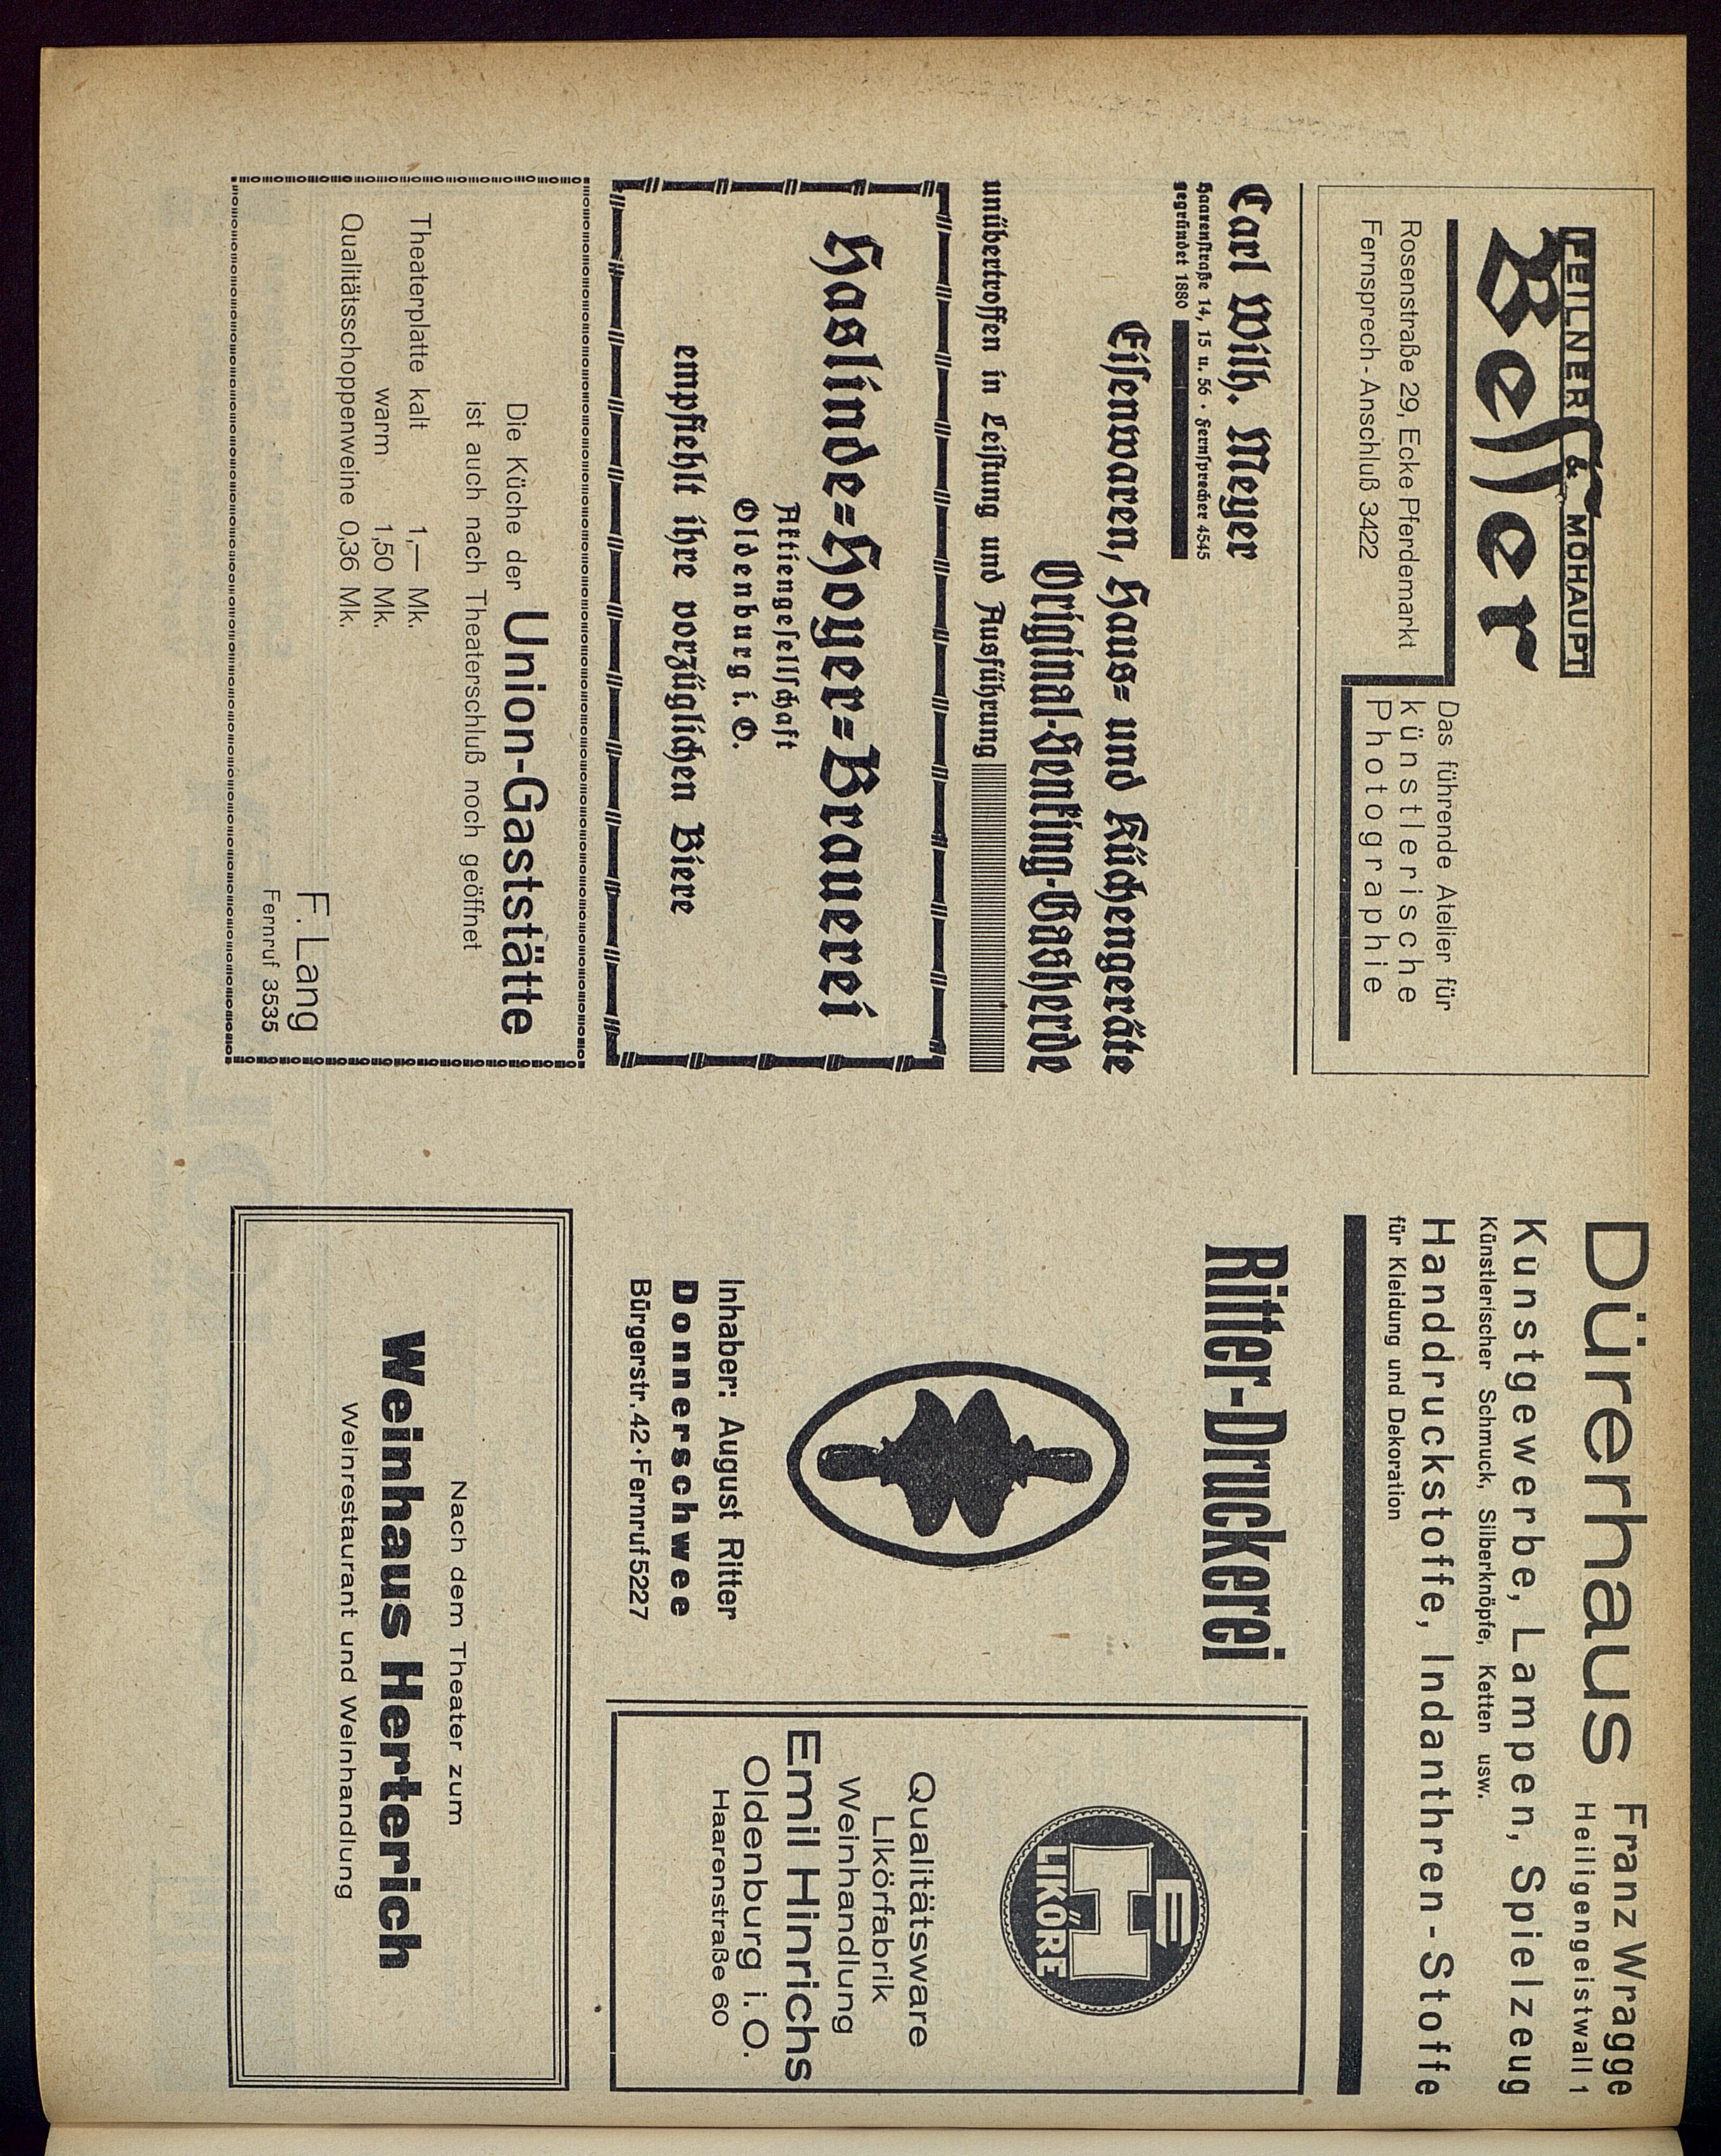 FEILNER & MOHAUPT
Besser
Rosenstraße 29, Ecke Pferdemarkt
Fernsprech-Anschluß 3422
Das führende Atelier für
künstlerische
Photographie
Carl Wilh. Meyer
Haarenstraße 14, 15 u. 56 · Fernsprecher 4545
gegründet 1880
Eisenwaren, Haus- und Küchengeräte
Original-Senking-Gasherde
unübertroffen in Leistung und Ausführung
Haslinde-Hoyer-Brauerei
Aktiengesellschaft
Oldenburg i. O.
empfiehlt ihre vorzüglichen Biere
Die Küche der Union-Gaststätte
ist auch nach Theaterschluß noch geöffnet
Theaterplatte kalt 1,— Mk.
warm 1,50 Mk.
Qualitätsschoppenweine 0,36 Mk.
F. Lang
Fernruf 3535
Dürerhaus
Franz Wragge
Heiligengeistwall 1
Kunstgewerbe, Lampen, Spielzeug
Künstlerischer Schmuck, Silberknöpfe, Ketten usw.
Handdruckstoffe, Indanthren-Stoffe
für Kleidung und Dekoration
Ritter-Druckerei
Inhaber: August Ritter
Donnerschwee
Bürgerstr. 42 · Fernruf 5227
E
H
LIKÖRE
Qualitätsware
Likörfabrik
Weinhandlung
Emil Hinrichs
Oldenburg i. O.
Haarenstraße 60
Nach dem Theater zum
Weinhaus Herterich
Weinrestaurant und Weinhandlung